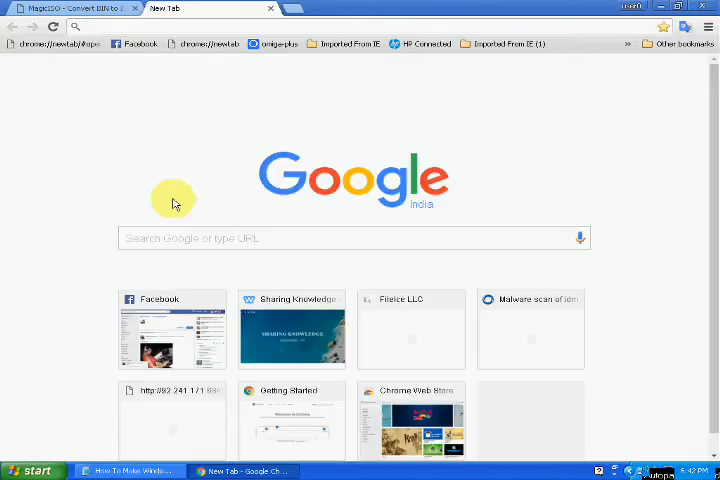 MagicISO - Convert BIN to I
New Tab
user0
chrome://newtab/#ope
Facebook
chrome://newtab
omiga-plus
Imported From IE
HP Connected
Imported From IE (1)
»
Other bookmarks
Google
India
Search Google or type URL
Facebook
Sharing Knowledge -
FileIce LLC
Malware scan of idm
SHARING KNOWLEDGE
Getting Started
Chrome Web Store
start
How To Make Windo...
New Tab - Google Ch...
6:42 PM